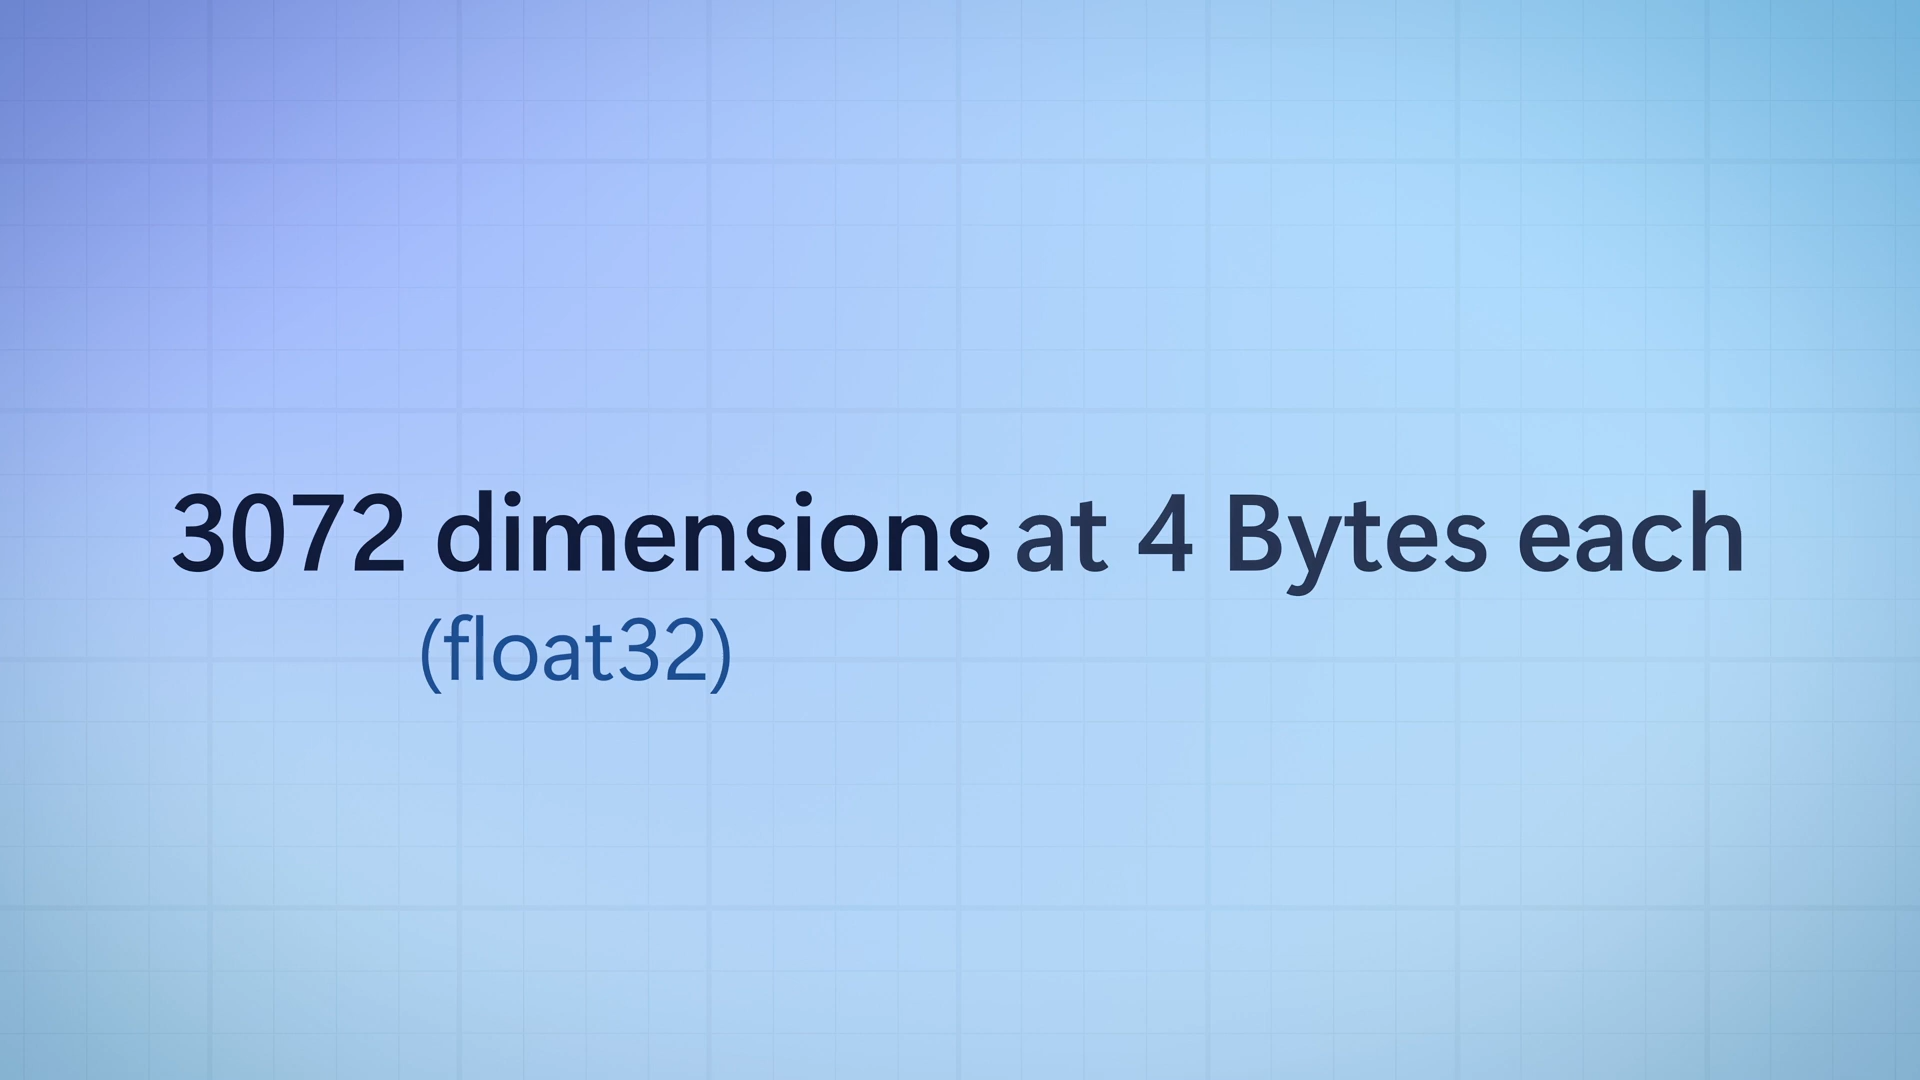 3072 dimensions at 4 Bytes each
(float32)